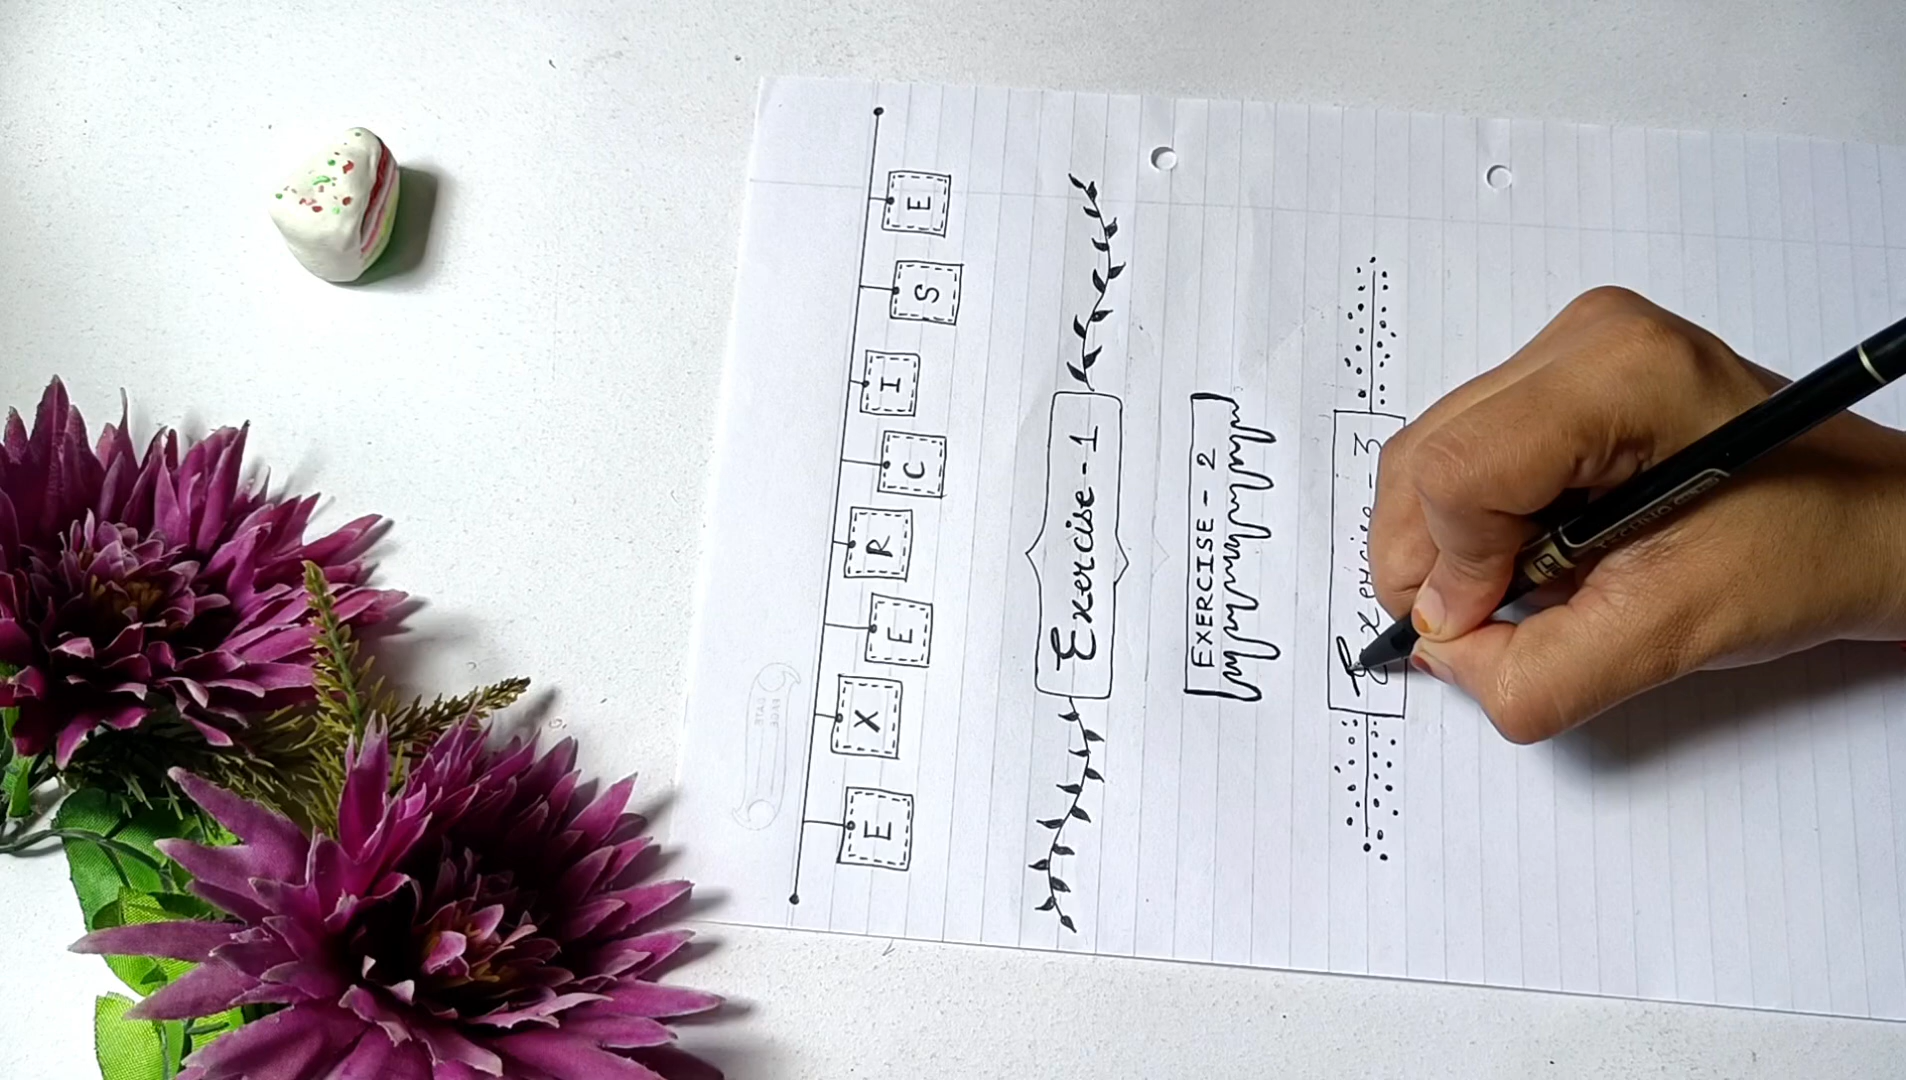 EXERCISE
Exercise - 1
EXERCISE - 2
Exercise - 3